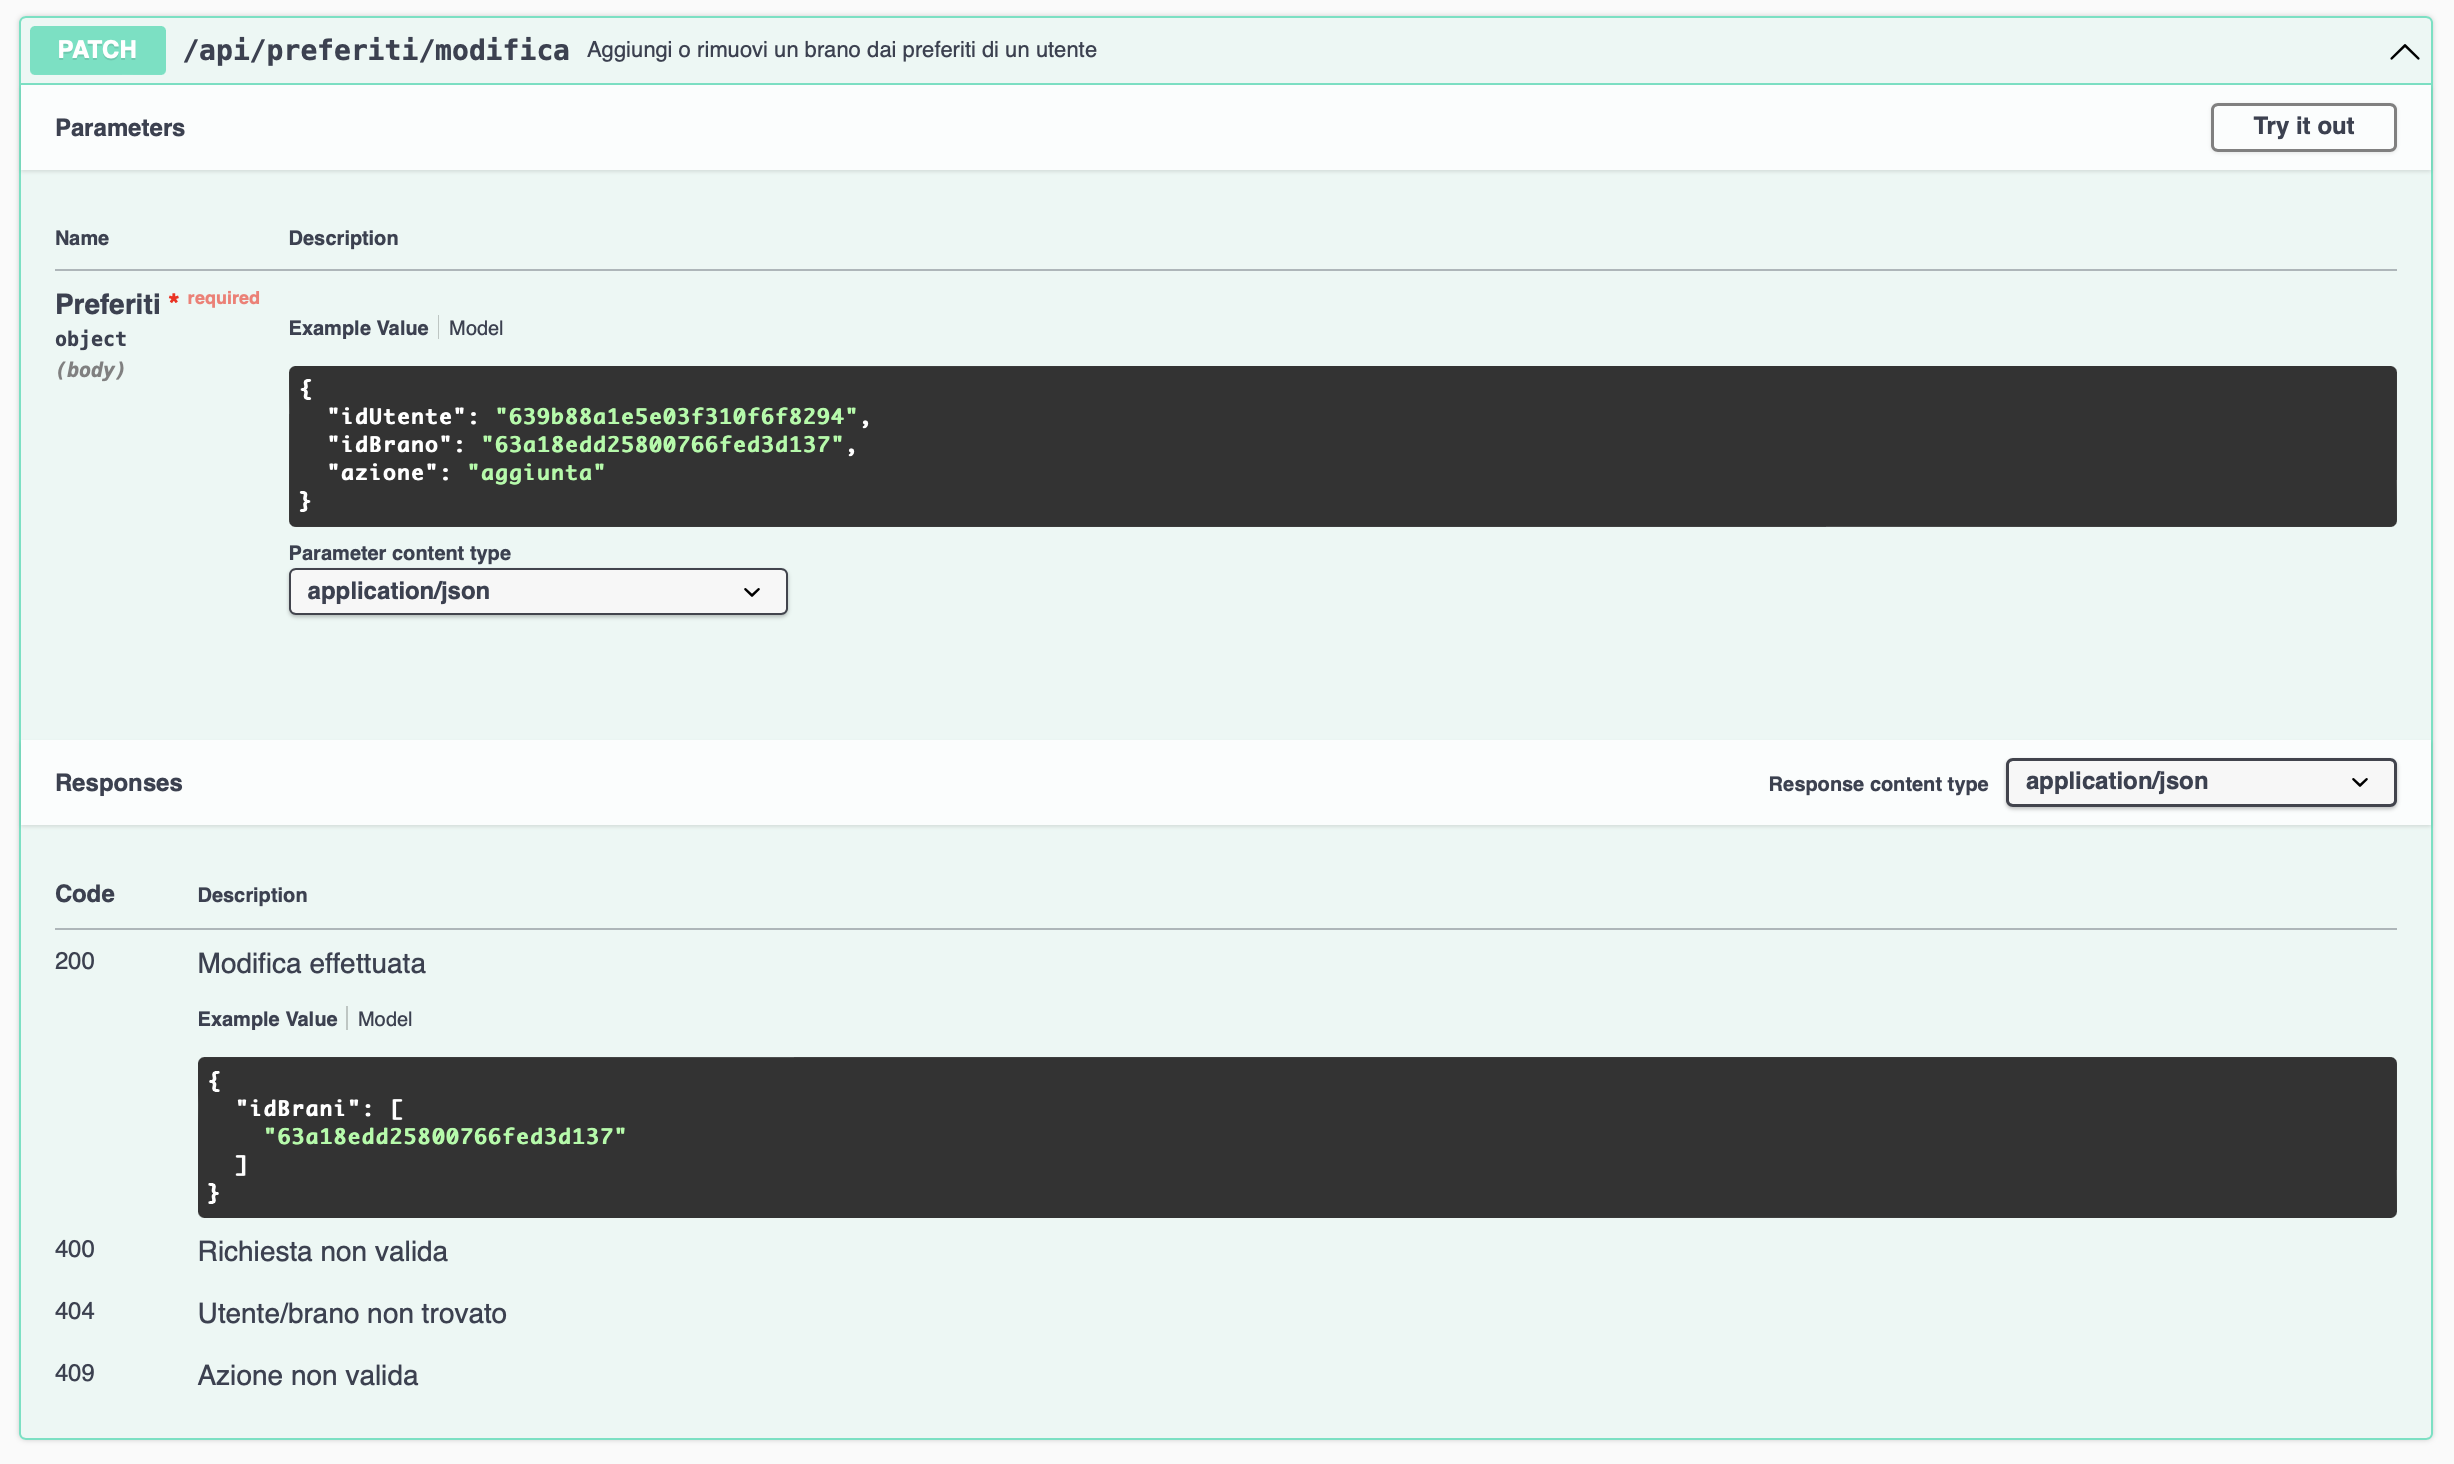 PATCH /api/preferiti/modifica Aggiungi o rimuovi un brano dai preferiti di un utente
Parameters
Try it out
Name Description
Preferiti * required
object
(body)
Example Value Model
{
"idUtente": "639b88a1e5e03f310f6f8294",
"idBrano": "63a18edd25800766fed3d137",
"azione": "aggiunta"
}
Parameter content type
application/json
Responses
Response content type application/json
Code Description
200 Modifica effettuata
Example Value Model
{
"idBrani": [
"63a18edd25800766fed3d137"
]
}
400 Richiesta non valida
404 Utente/brano non trovato
409 Azione non valida